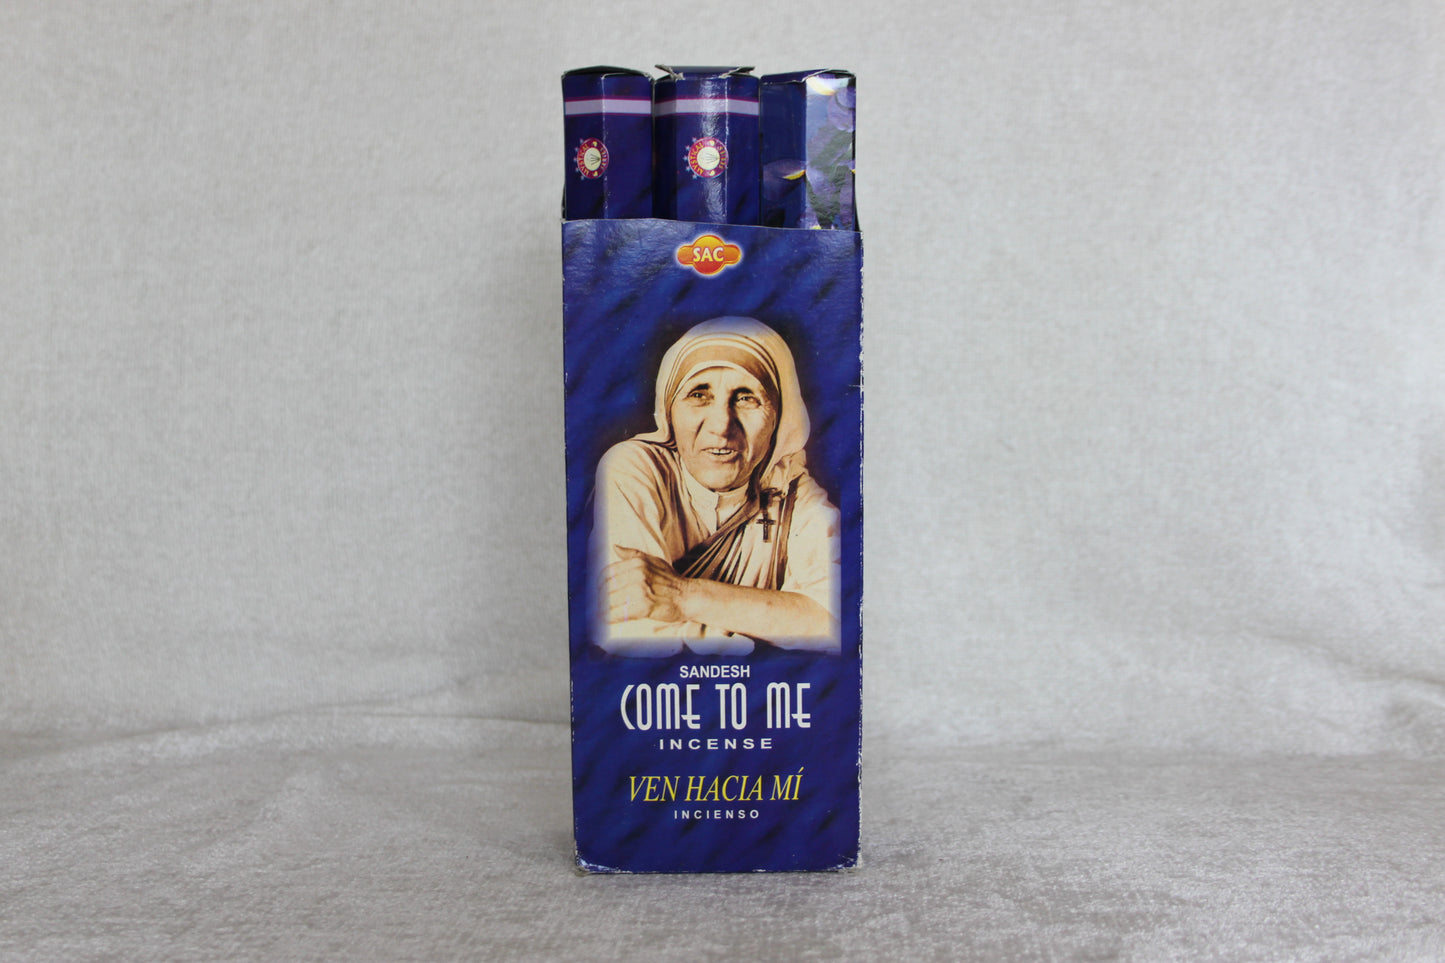 SAC
SANDESH
COME TO ME
INCENSE
VEN HACIA MÍ
INCIENSO